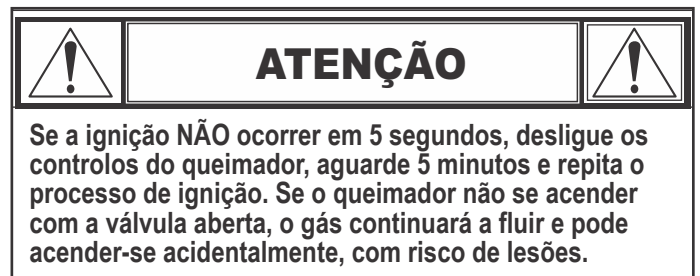 ATENÇÃO
Se a ignição NÃO ocorrer em 5 segundos, desligue os
controlos do queimador, aguarde 5 minutos e repita o
processo de ignição. Se o queimador não se acender
com a válvula aberta, o gás continuará a fluir e pode
acender-se acidentalmente, com risco de lesões.